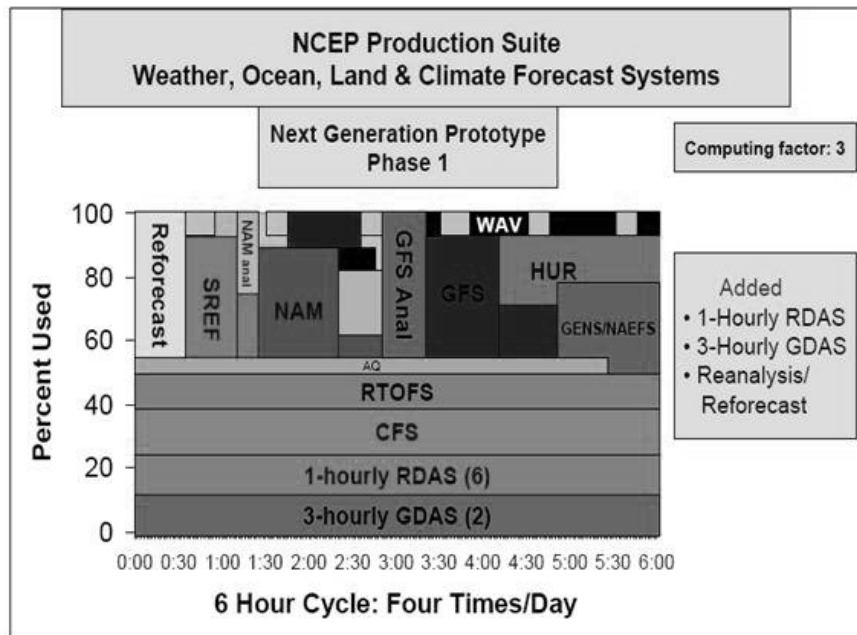 NCEP Production Suite
Weather, Ocean, Land & Climate Forecast Systems
Next Generation Prototype
Phase 1
Computing factor: 3
Percent Used
100
80
60
40
20
0
Reforecast
SREF
NAM anal
NAM
GFS Anal
GFS
WAV
HUR
GENS/NAEFS
AQ
RTOFS
CFS
1-hourly RDAS (6)
3-hourly GDAS (2)
0:00 0:30 1:00 1:30 2:00 2:30 3:00 3:30 4:00 4:30 5:00 5:30 6:00
6 Hour Cycle: Four Times/Day
Added
• 1-Hourly RDAS
• 3-Hourly GDAS
• Reanalysis/
Reforecast